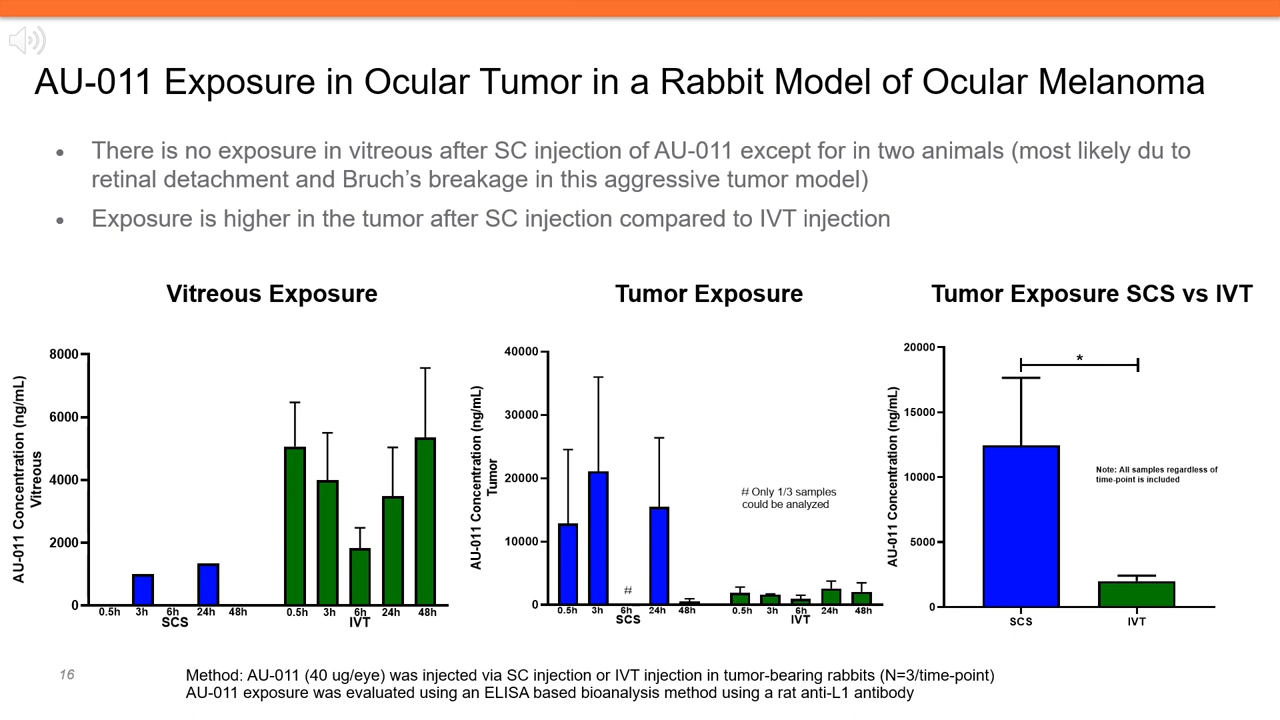 AU-011 Exposure in Ocular Tumor in a Rabbit Model of Ocular Melanoma
• There is no exposure in vitreous after SC injection of AU-011 except for in two animals (most likely du to
retinal detachment and Bruch’s breakage in this aggressive tumor model)
• Exposure is higher in the tumor after SC injection compared to IVT injection
Vitreous Exposure
AU-011 Concentration (ng/mL)
Vitreous
8000
6000
4000
2000
0
0.5h 3h 6h 24h 48h 0.5h 3h 6h 24h 48h
SCS IVT
Tumor Exposure
AU-011 Concentration (ng/mL)
Tumor
40000
30000
20000
10000
0
# Only 1/3 samples
could be analyzed
#
0.5h 3h 6h 24h 48h 0.5h 3h 6h 24h 48h
SCS IVT
Tumor Exposure SCS vs IVT
AU-011 Concentration (ng/mL)
20000
15000
10000
5000
0
*
Note: All samples regardless of
time-point is included
SCS IVT
16
Method: AU-011 (40 ug/eye) was injected via SC injection or IVT injection in tumor-bearing rabbits (N=3/time-point)
AU-011 exposure was evaluated using an ELISA based bioanalysis method using a rat anti-L1 antibody